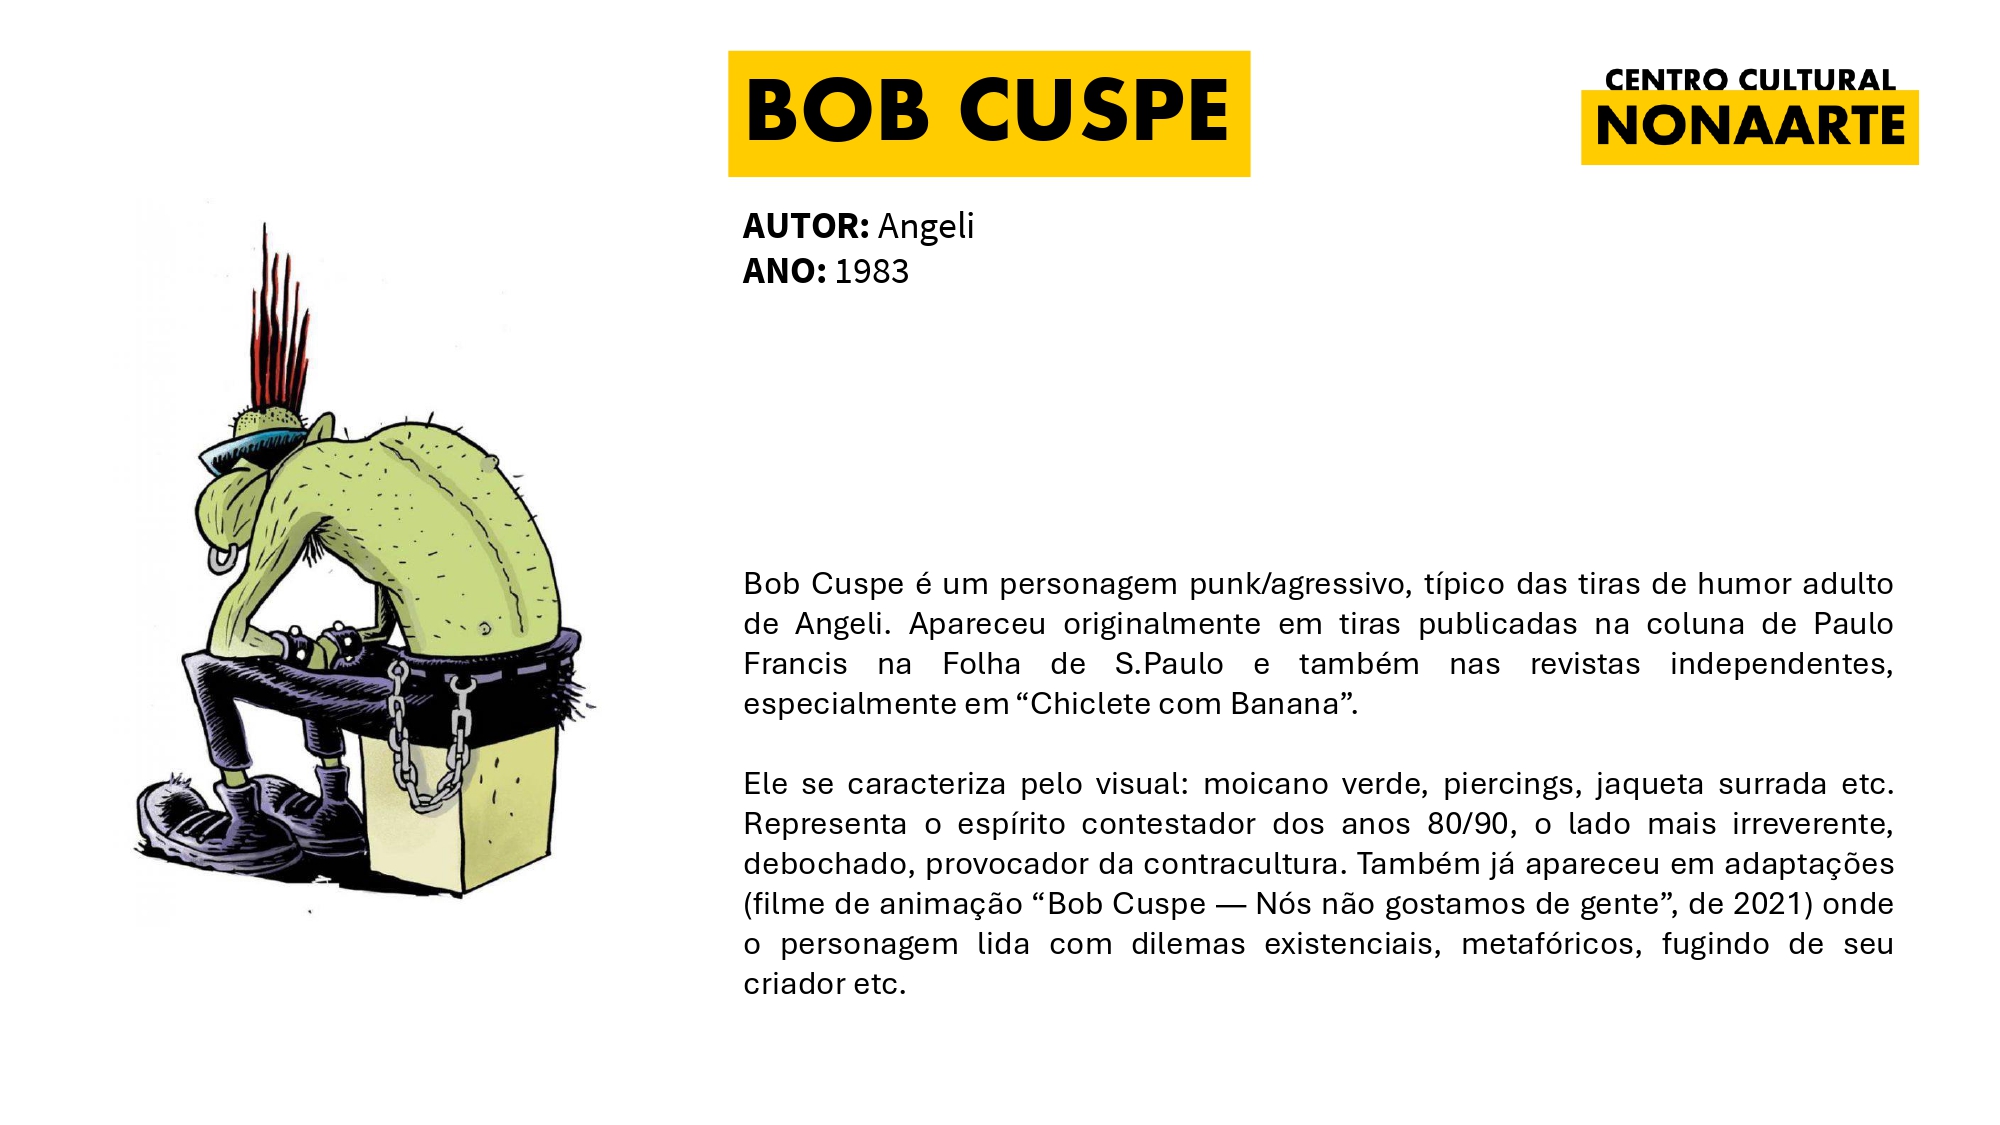 BOB CUSPE
CENTRO CULTURAL
NONAARTE
AUTOR: Angeli
ANO: 1983
Bob Cuspe é um personagem punk/agressivo, típico das tiras de humor adulto
de Angeli. Apareceu originalmente em tiras publicadas na coluna de Paulo
Francis na Folha de S.Paulo e também nas revistas independentes,
especialmente em “Chiclete com Banana”.
Ele se caracteriza pelo visual: moicano verde, piercings, jaqueta surrada etc.
Representa o espírito contestador dos anos 80/90, o lado mais irreverente,
debochado, provocador da contracultura. Também já apareceu em adaptações
(filme de animação “Bob Cuspe — Nós não gostamos de gente”, de 2021) onde
o personagem lida com dilemas existenciais, metafóricos, fugindo de seu
criador etc.